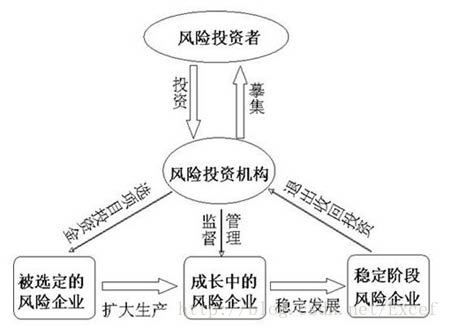 风险投资者
投资
摹集
风险投资机构
选项目投资金
监督
管理
退出收回投资
被选定的
风险企业
扩大生产
成长中的
风险企业
稳定发展
稳定阶段
风险企业
http://blog.csdn.net/Excef